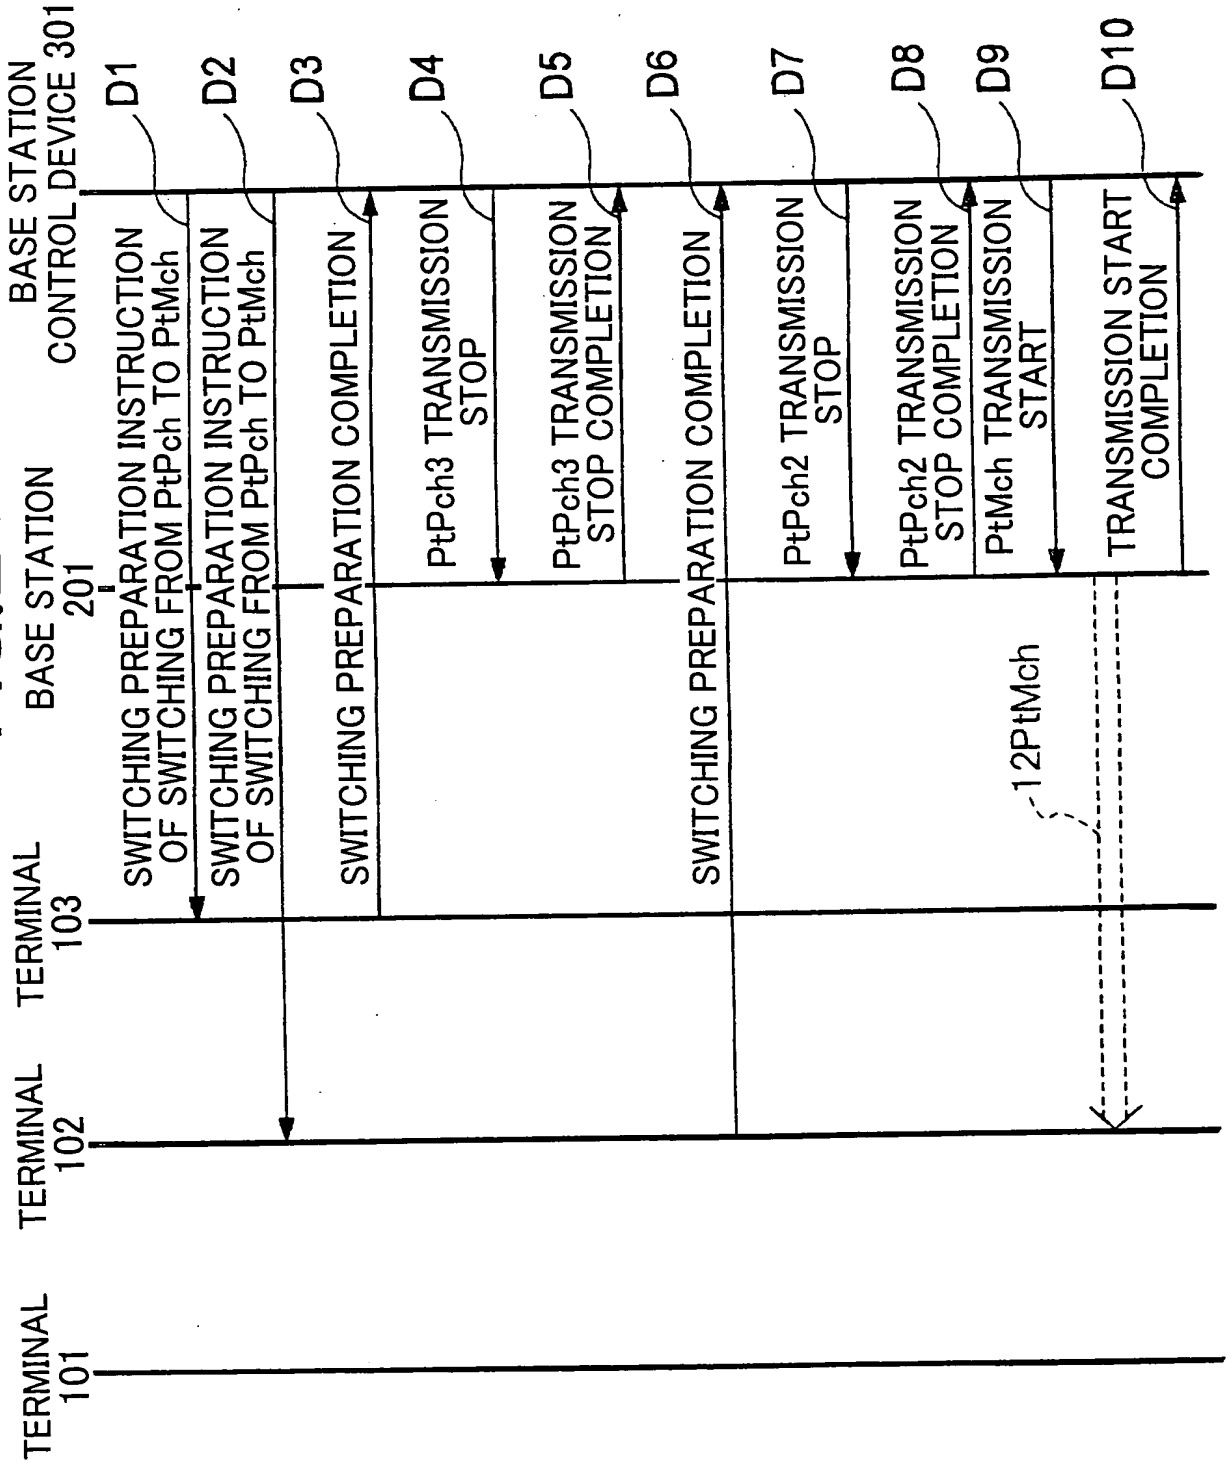 TERMINAL
101
TERMINAL
102
TERMINAL
103
BASE STATION
201
BASE STATION
CONTROL DEVICE 301
SWITCHING PREPARATION INSTRUCTION
OF SWITCHING FROM PtPch TO PtMch
D1
SWITCHING PREPARATION INSTRUCTION
OF SWITCHING FROM PtPch TO PtMch
D2
SWITCHING PREPARATION COMPLETION
D3
PtPch3 TRANSMISSION
STOP
D4
PtPch3 TRANSMISSION
STOP COMPLETION
D5
SWITCHING PREPARATION COMPLETION
D6
PtPch2 TRANSMISSION
STOP
D7
PtPch2 TRANSMISSION
STOP COMPLETION
D8
PtMch TRANSMISSION
START
D9
12PtMch
TRANSMISSION START
COMPLETION
D10